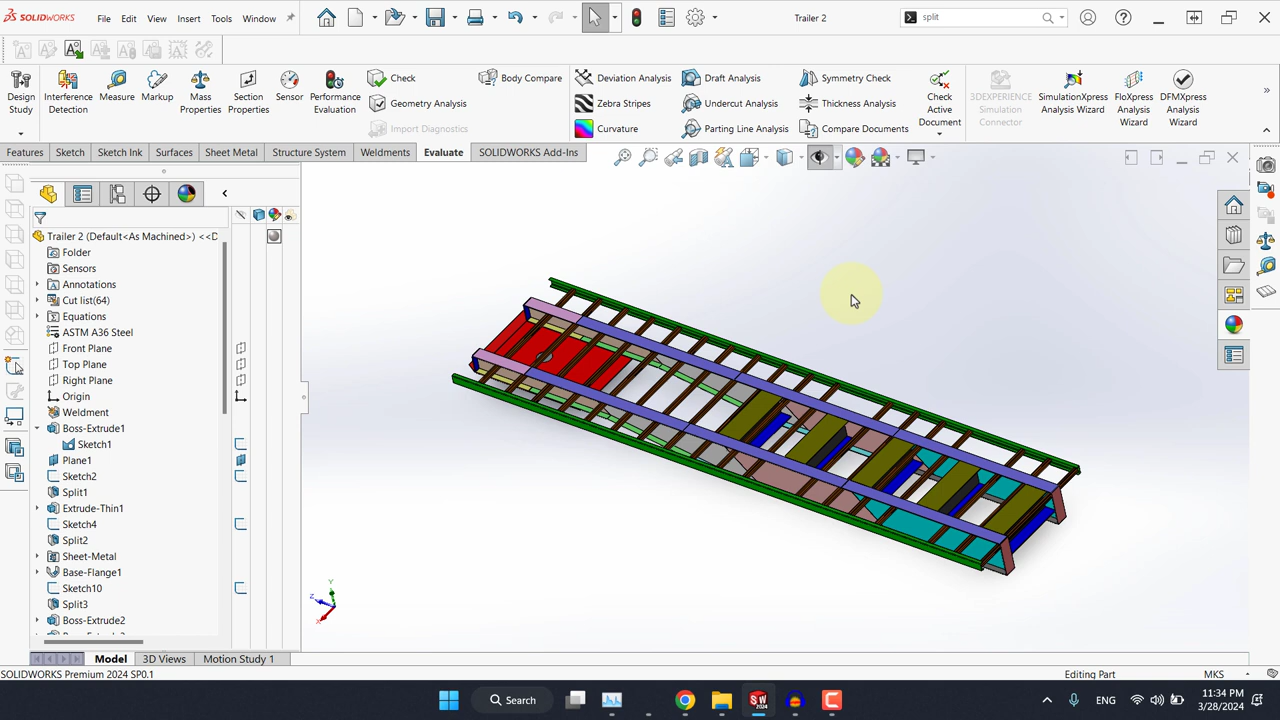 SOLIDWORKS
File Edit View Insert Tools Window
Trailer 2
split
Design Study
Interference Detection
Measure
Markup
Mass Properties
Section Properties
Sensor
Performance Evaluation
Check
Geometry Analysis
Import Diagnostics
Body Compare
Deviation Analysis
Zebra Stripes
Curvature
Draft Analysis
Undercut Analysis
Parting Line Analysis
Symmetry Check
Thickness Analysis
Compare Documents
Check Active Document
3DEXPERIENCE Simulation Connector
SimulationXpress Analysis Wizard
FloXpress Analysis Wizard
DFMXpress Analysis Wizard
Features Sketch Sketch Ink Surfaces Sheet Metal Structure System Weldments Evaluate SOLIDWORKS Add-Ins
Trailer 2 (Default<As Machined>) <<D
Folder
Sensors
Annotations
Cut list(64)
Equations
ASTM A36 Steel
Front Plane
Top Plane
Right Plane
Origin
Weldment
Boss-Extrude1
Sketch1
Plane1
Sketch2
Split1
Extrude-Thin1
Sketch4
Split2
Sheet-Metal
Base-Flange1
Sketch10
Split3
Boss-Extrude2
Y
Z
X
Model 3D Views Motion Study 1
SOLIDWORKS Premium 2024 SP0.1
Editing Part
MKS
Search
SW
2024
ENG
11:34 PM
3/28/2024